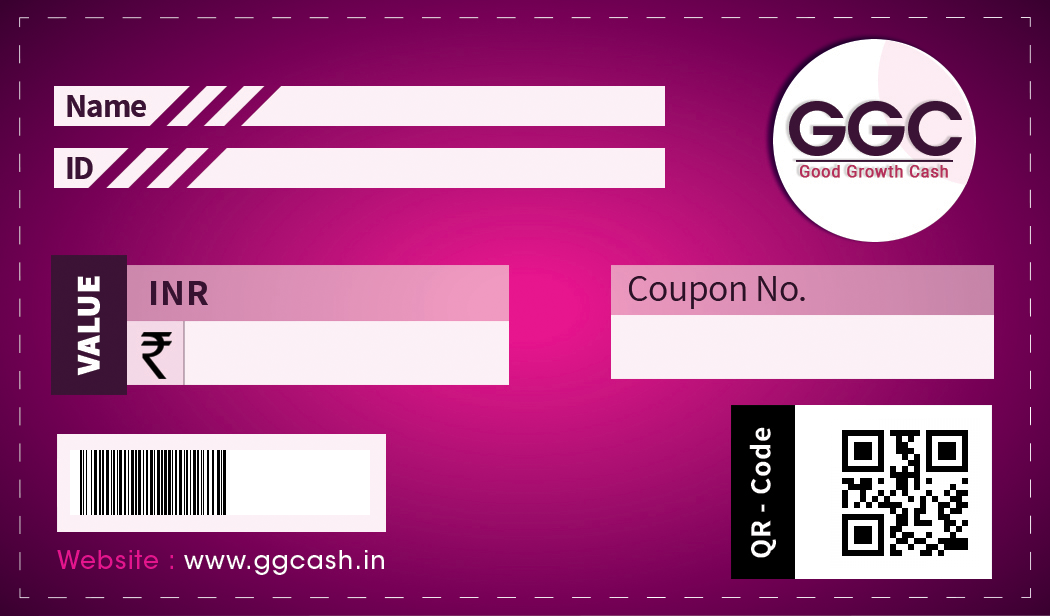 Name
ID
GGC
Good Growth Cash
VALUE
INR
₹
Coupon No.
QR - Code
Website : www.ggcash.in